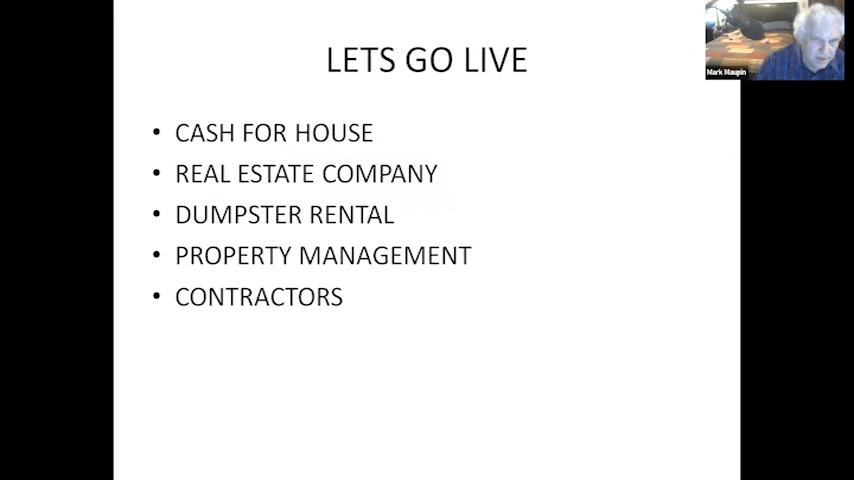 LETS GO LIVE
• CASH FOR HOUSE
• REAL ESTATE COMPANY
• DUMPSTER RENTAL
• PROPERTY MANAGEMENT
• CONTRACTORS
Mark Maupin